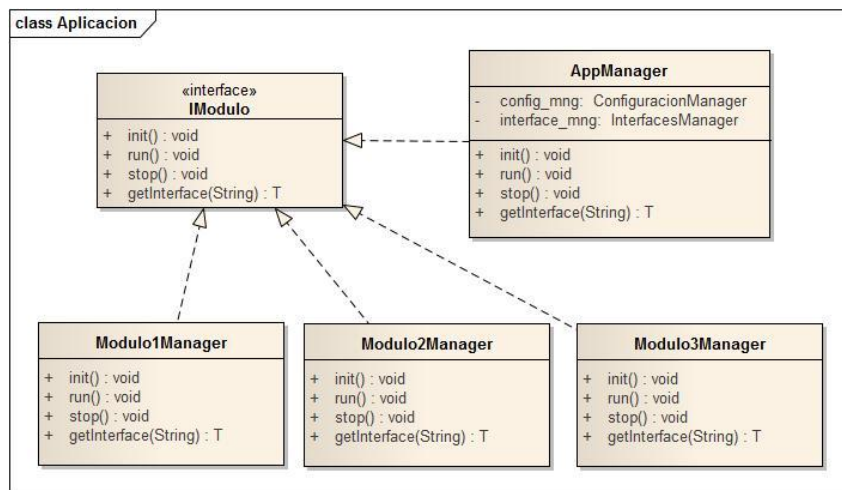 class Aplicacion
«interface»
IModulo
+ init() : void
+ run() : void
+ stop() : void
+ getInterface(String) : T
AppManager
- config_mng: ConfiguracionManager
- interface_mng: InterfacesManager
+ init() : void
+ run() : void
+ stop() : void
+ getInterface(String) : T
Modulo1Manager
+ init() : void
+ run() : void
+ stop() : void
+ getInterface(String) : T
Modulo2Manager
+ init() : void
+ run() : void
+ stop() : void
+ getInterface(String) : T
Modulo3Manager
+ init() : void
+ run() : void
+ stop() : void
+ getInterface(String) : T